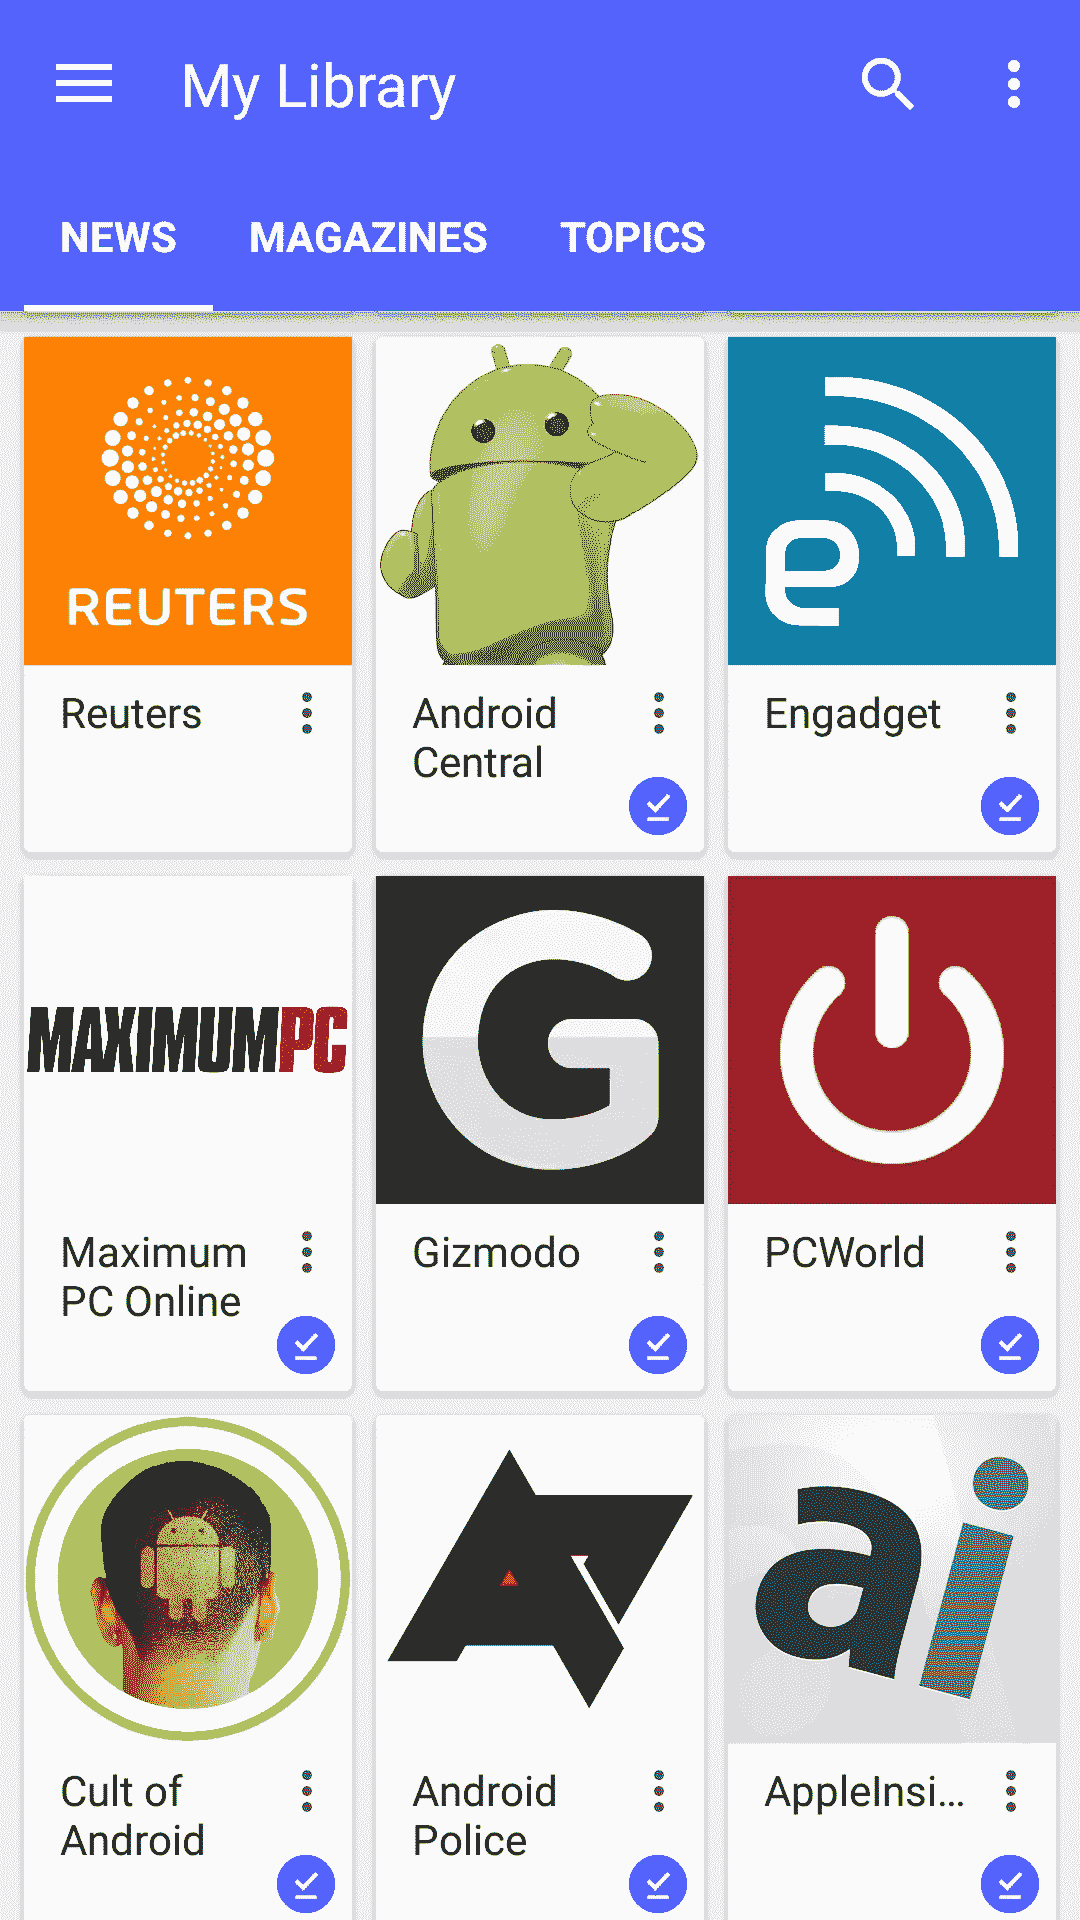 My Library
NEWS MAGAZINES TOPICS
REUTERS
e
Reuters
Android
Central
Engadget
MAXIMUMPC
G
Maximum
PC Online
Gizmodo
PCWorld
A
ai
Cult of
Android
Android
Police
AppleInsi...